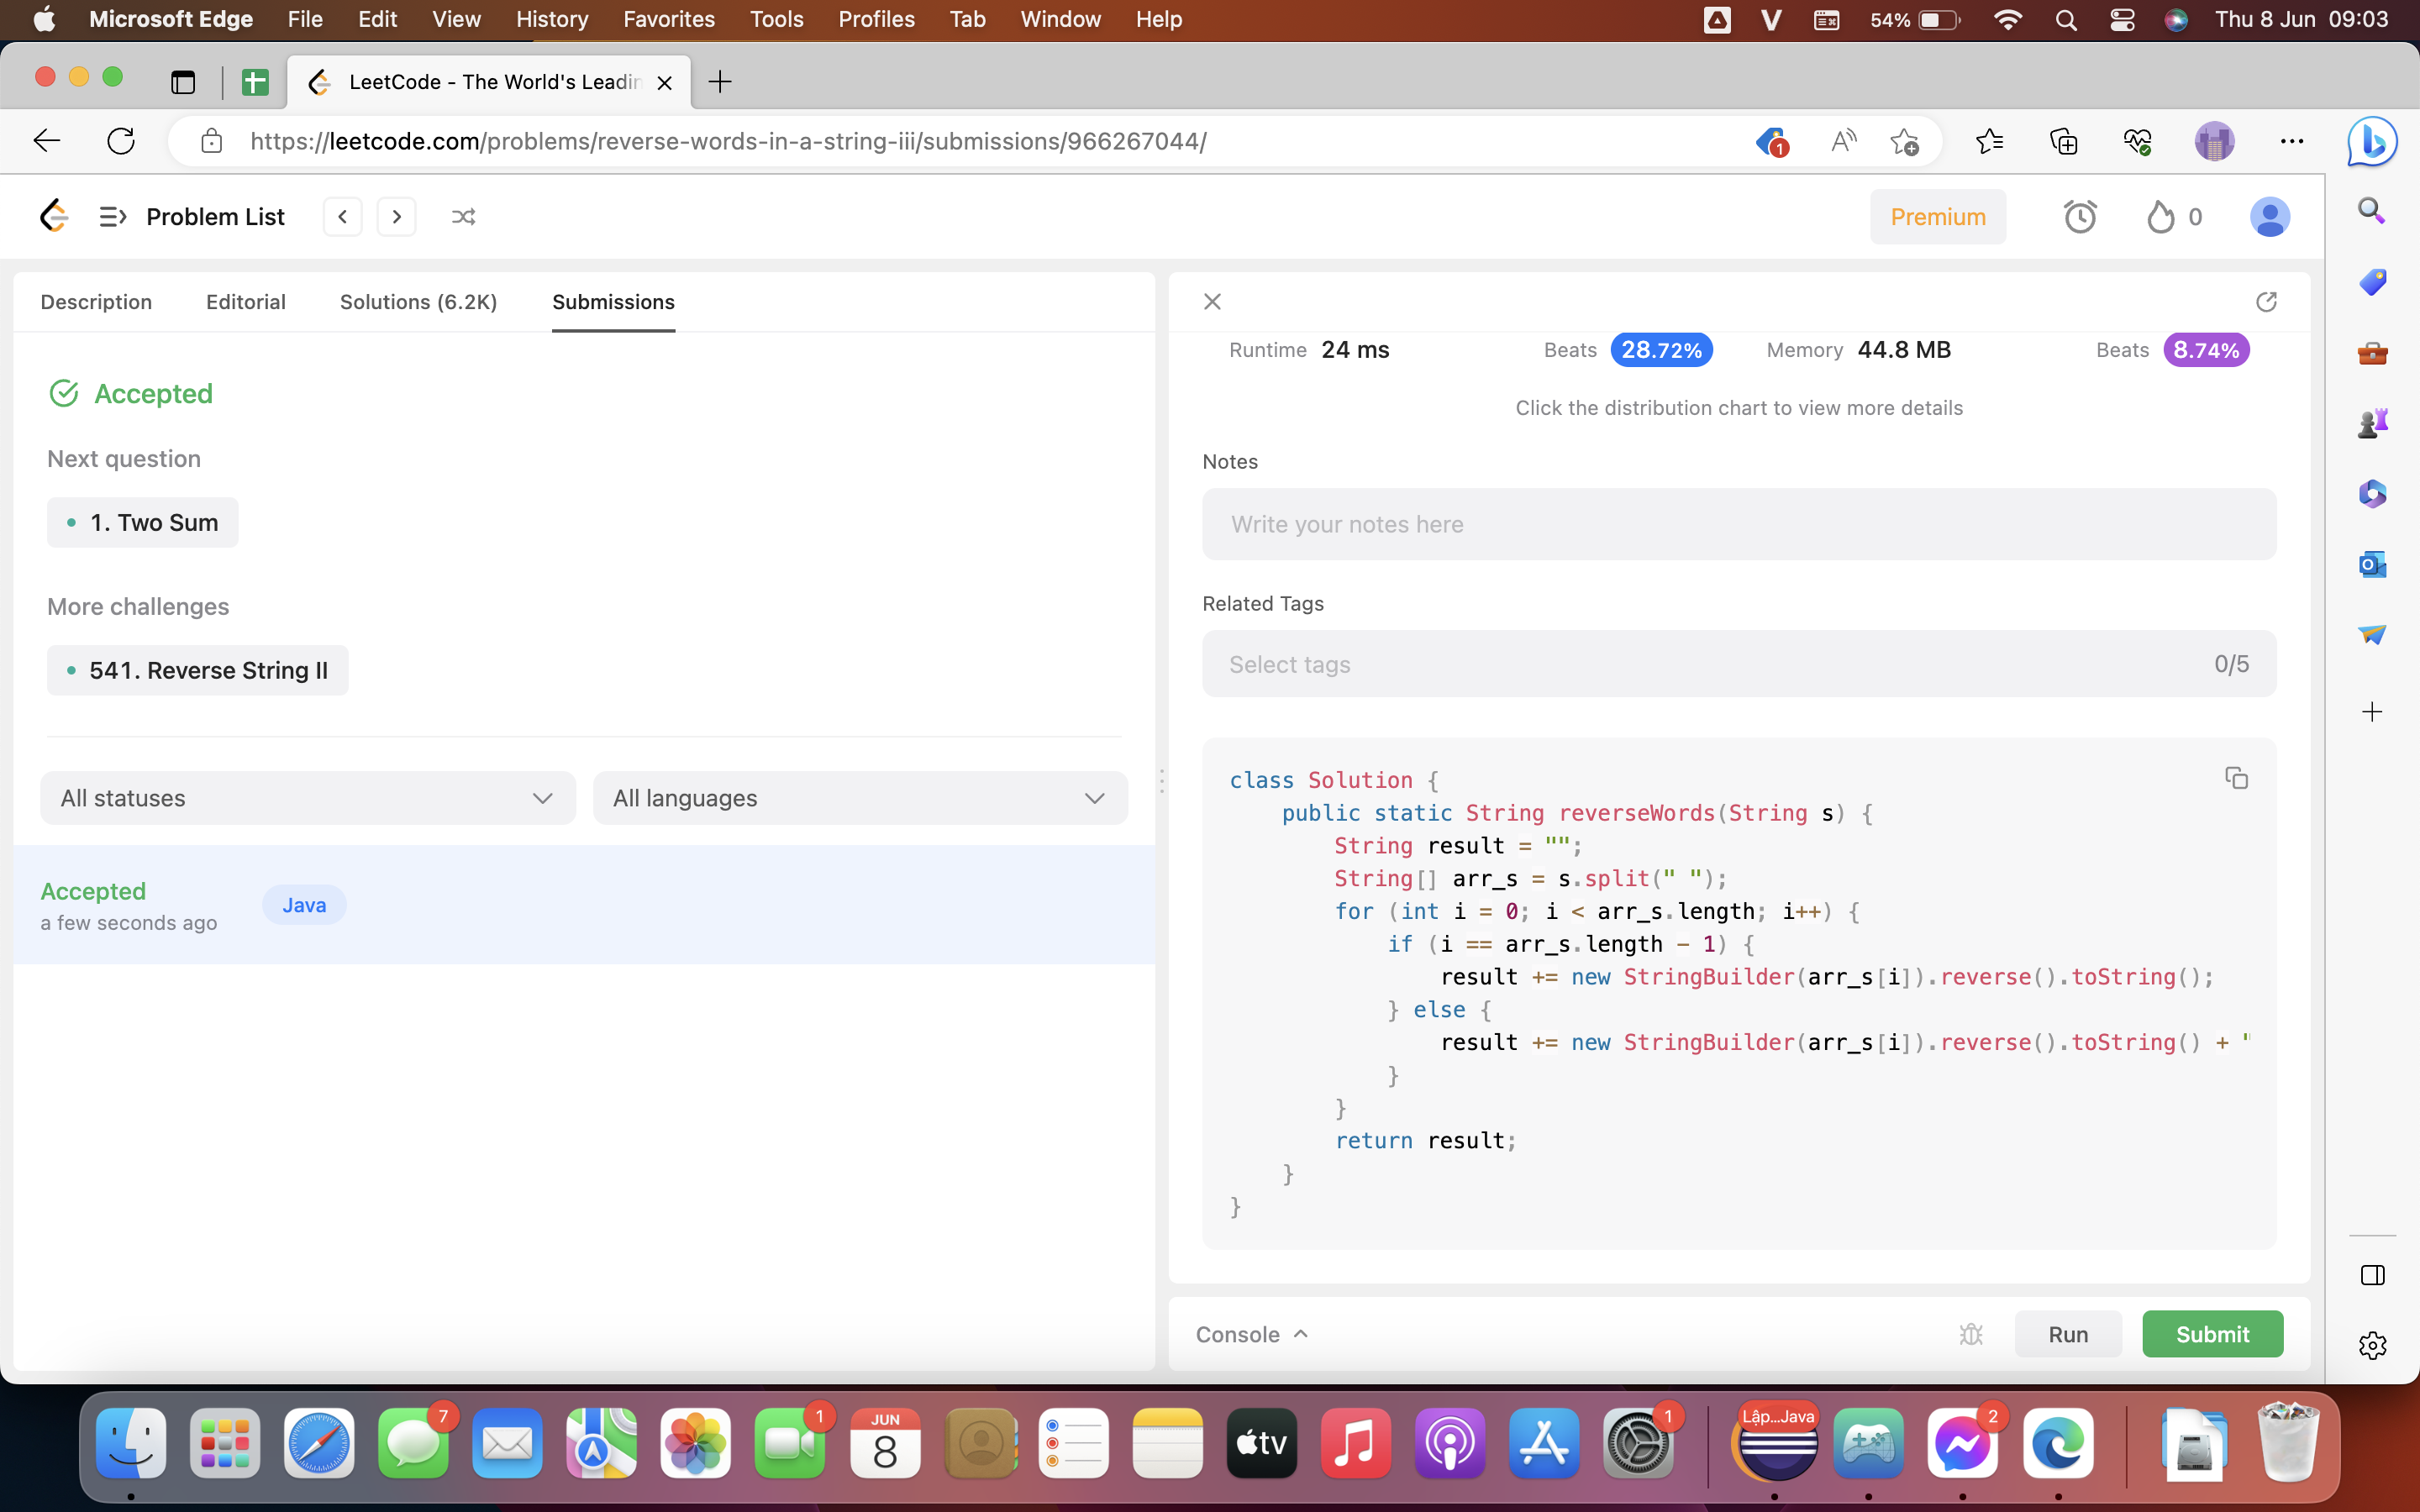 Microsoft Edge File Edit View History Favorites Tools Profiles Tab Window Help 54% Thu 8 Jun 09:03
LeetCode - The World's Leadin
https://leetcode.com/problems/reverse-words-in-a-string-iii/submissions/966267044/ 1
Problem List Premium 0
Description Editorial Solutions (6.2K) Submissions
Accepted
Next question
1. Two Sum
More challenges
541. Reverse String II
All statuses All languages
Accepted
a few seconds ago
Java
Runtime 24 ms Beats 28.72% Memory 44.8 MB Beats 8.74%
Click the distribution chart to view more details
Notes
Write your notes here
Related Tags
Select tags 0/5
class Solution {
public static String reverseWords(String s) {
String result = "";
String[] arr_s = s.split(" ");
for (int i = 0; i < arr_s.length; i++) {
if (i == arr_s.length - 1) {
result += new StringBuilder(arr_s[i]).reverse().toString();
} else {
result += new StringBuilder(arr_s[i]).reverse().toString() + "
}
}
return result;
}
}
Console Run Submit
7 1 JUN 8 tv 1 Lập...Java 2